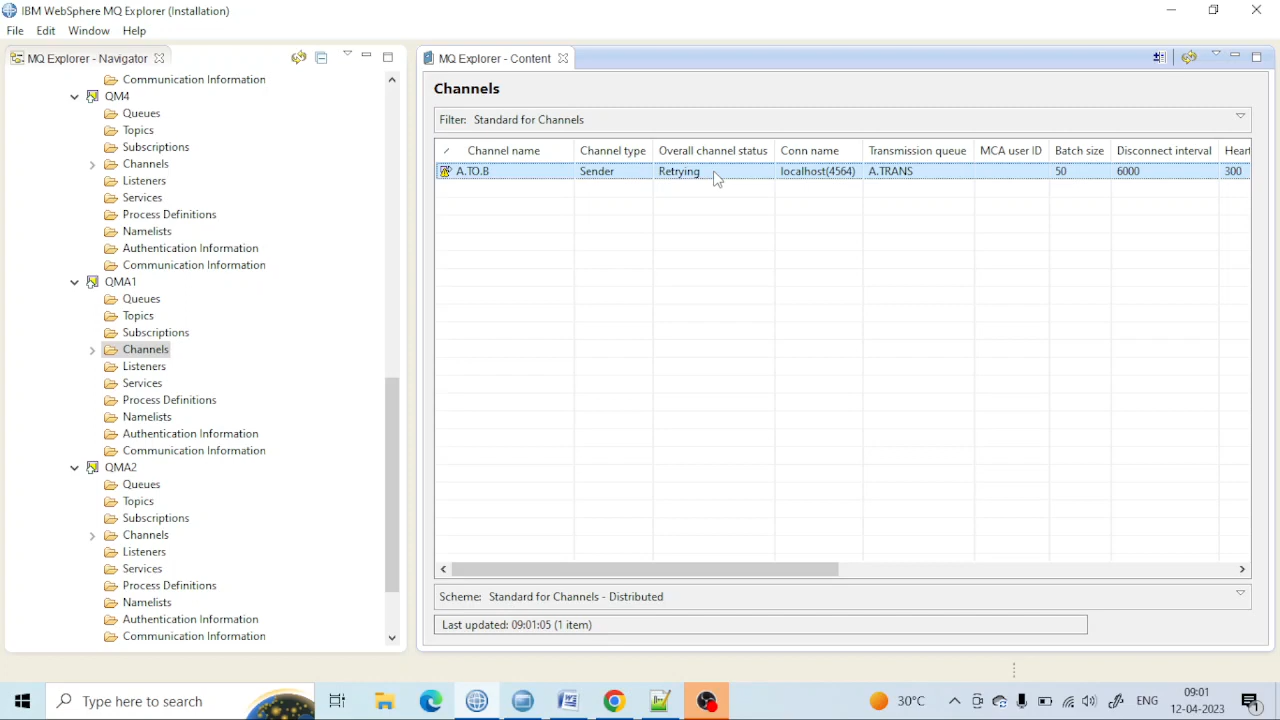 IBM WebSphere MQ Explorer (Installation)
File Edit Window Help
MQ Explorer - Navigator
Communication Information
QM4
Queues
Topics
Subscriptions
Channels
Listeners
Services
Process Definitions
Namelists
Authentication Information
Communication Information
QMA1
Queues
Topics
Subscriptions
Channels
Listeners
Services
Process Definitions
Namelists
Authentication Information
Communication Information
QMA2
Queues
Topics
Subscriptions
Channels
Listeners
Services
Process Definitions
Namelists
Authentication Information
Communication Information
MQ Explorer - Content
Channels
Filter: Standard for Channels
Channel name Channel type Overall channel status Conn name Transmission queue MCA user ID Batch size Disconnect interval Heart
A.TO.B Sender Retrying localhost(4564) A.TRANS 50 6000 300
Scheme: Standard for Channels - Distributed
Last updated: 09:01:05 (1 item)
Type here to search
30°C
ENG
09:01
12-04-2023